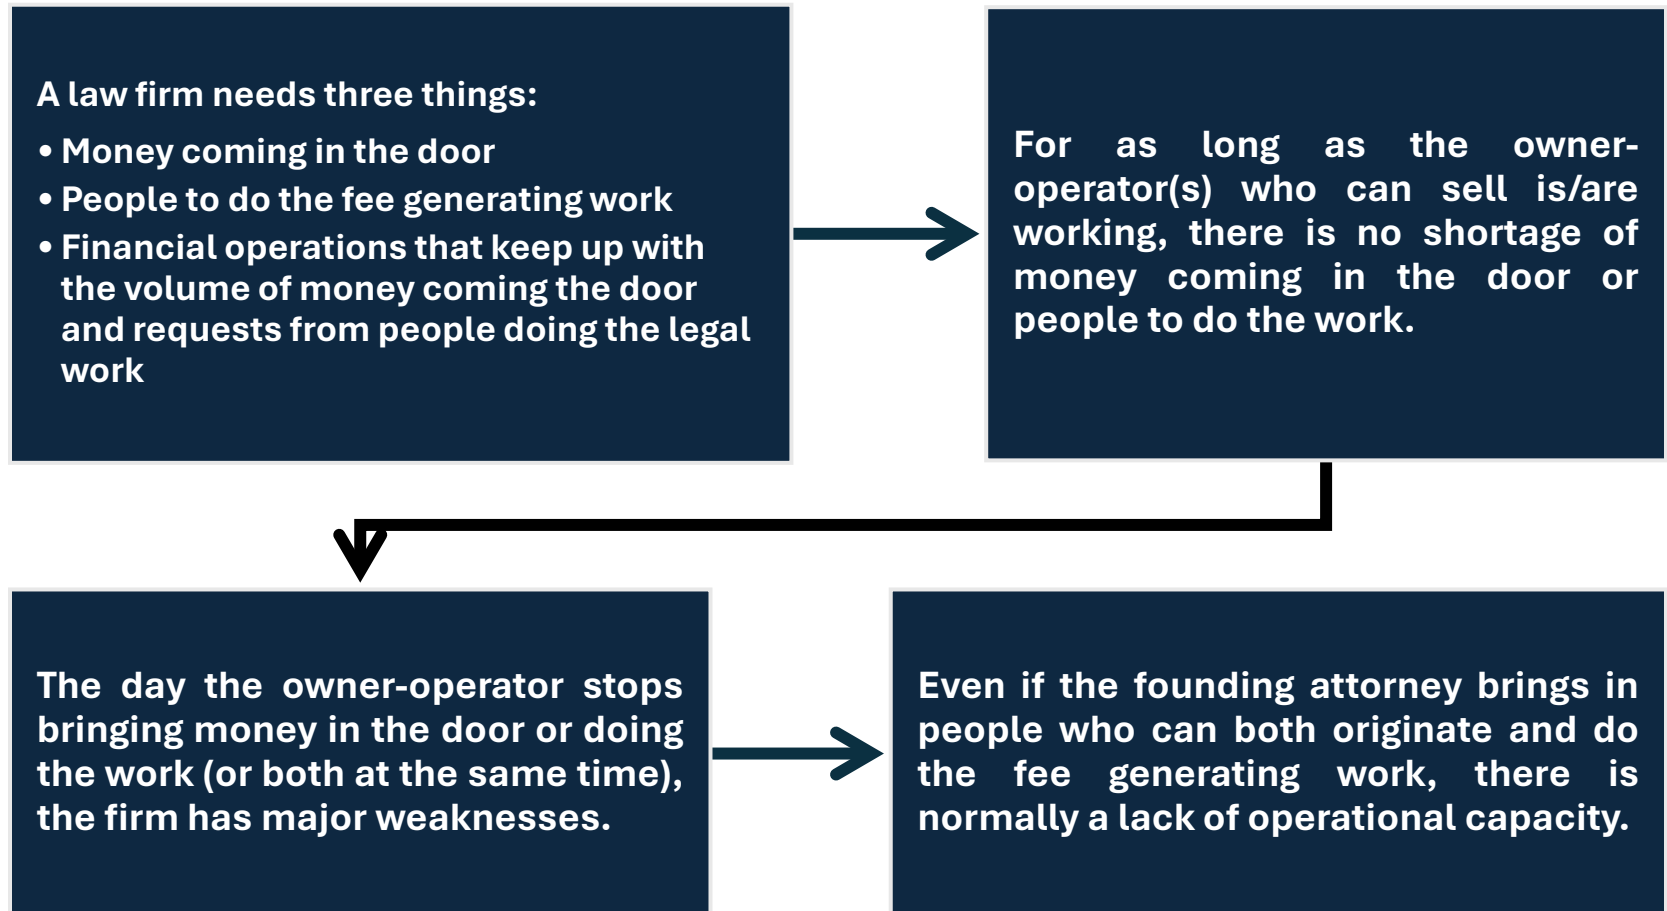 A law firm needs three things:
• Money coming in the door
• People to do the fee generating work
• Financial operations that keep up with
the volume of money coming the door
and requests from people doing the legal
work
For as long as the owner-
operator(s) who can sell is/are
working, there is no shortage of
money coming in the door or
people to do the work.
The day the owner-operator stops
bringing money in the door or doing
the work (or both at the same time),
the firm has major weaknesses.
Even if the founding attorney brings in
people who can both originate and do
the fee generating work, there is
normally a lack of operational capacity.